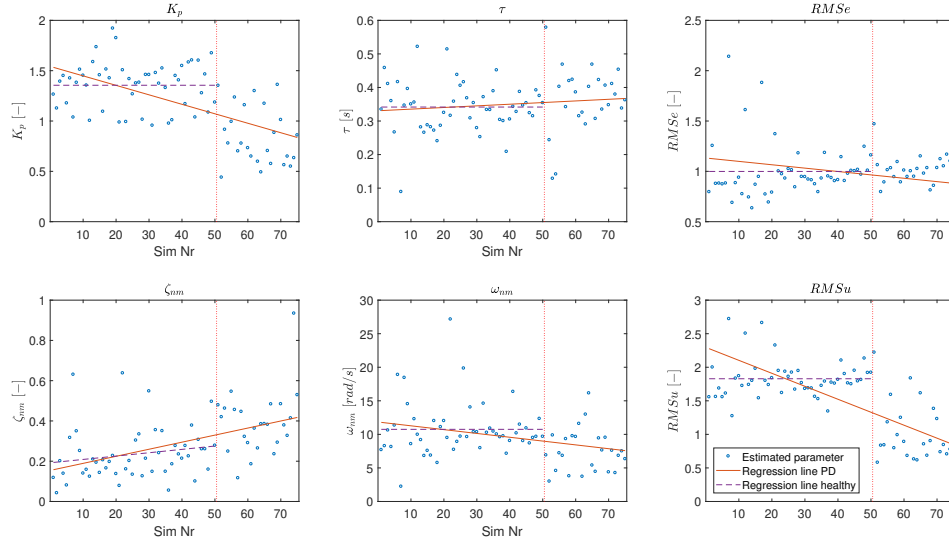 K_p
τ
RMSe
K_p [−]
2
1.5
1
0.5
0
10 20 30 40 50 60 70
Sim Nr
τ [s]
0.6
0.5
0.4
0.3
0.2
0.1
0
10 20 30 40 50 60 70
Sim Nr
RMSe [−]
2.5
2
1.5
1
0.5
10 20 30 40 50 60 70
Sim Nr
ζ_nm
ω_nm
RMSu
ζ_nm [−]
1
0.8
0.6
0.4
0.2
0
10 20 30 40 50 60 70
Sim Nr
ω_nm [rad/s]
30
25
20
15
10
5
0
10 20 30 40 50 60 70
Sim Nr
RMSu [−]
3
2.5
2
1.5
1
0.5
0
10 20 30 40 50 60 70
Sim Nr
Estimated parameter
Regression line PD
Regression line healthy